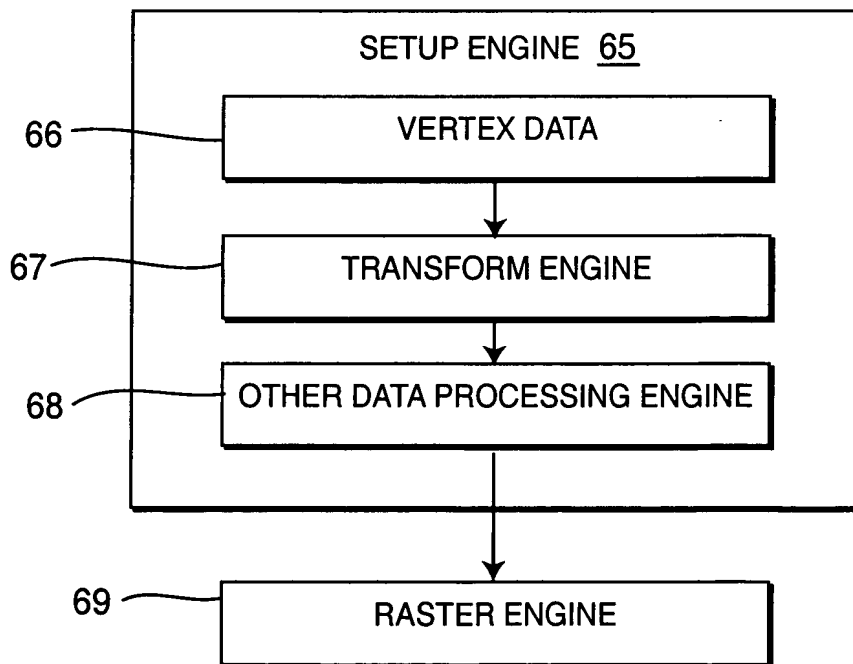 SETUP ENGINE 65
66
VERTEX DATA
67
TRANSFORM ENGINE
68
OTHER DATA PROCESSING ENGINE
69
RASTER ENGINE